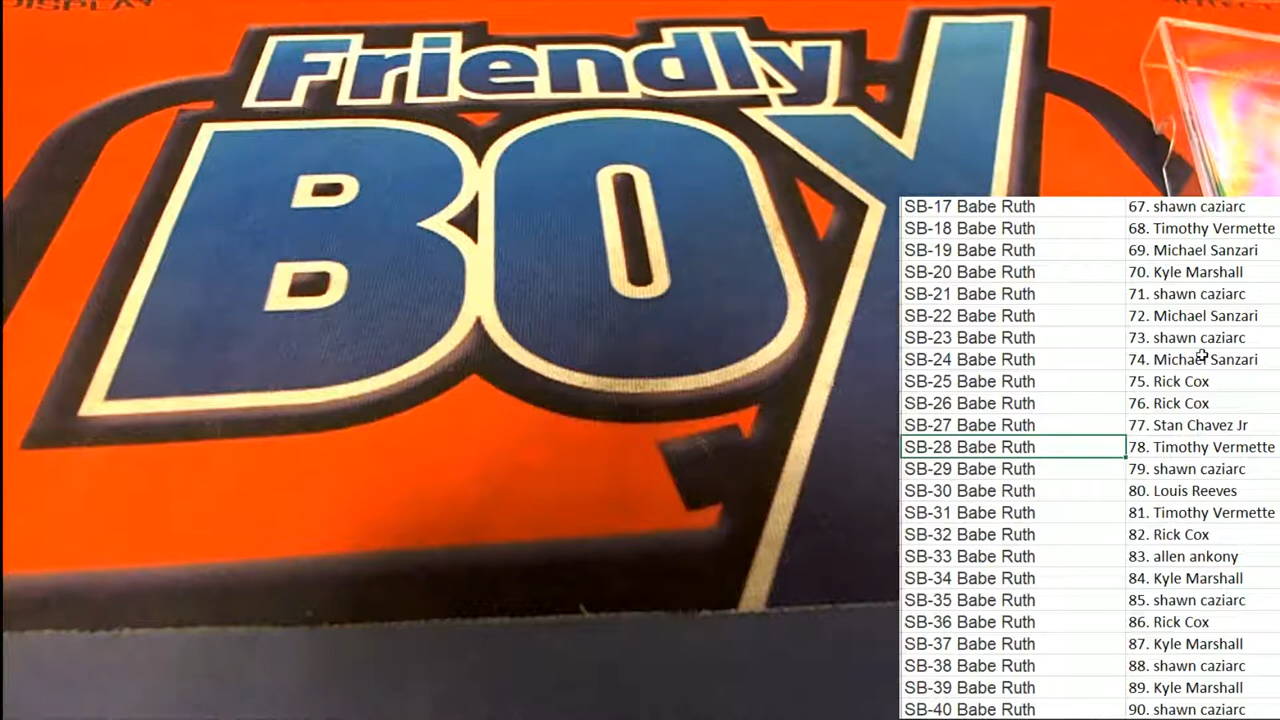 DISPLAY
Friendly
BOY
SB-17 Babe Ruth 67. shawn caziarc
SB-18 Babe Ruth 68. Timothy Vermette
SB-19 Babe Ruth 69. Michael Sanzari
SB-20 Babe Ruth 70. Kyle Marshall
SB-21 Babe Ruth 71. shawn caziarc
SB-22 Babe Ruth 72. Michael Sanzari
SB-23 Babe Ruth 73. shawn caziarc
SB-24 Babe Ruth 74. Michael Sanzari
SB-25 Babe Ruth 75. Rick Cox
SB-26 Babe Ruth 76. Rick Cox
SB-27 Babe Ruth 77. Stan Chavez Jr
SB-28 Babe Ruth 78. Timothy Vermette
SB-29 Babe Ruth 79. shawn caziarc
SB-30 Babe Ruth 80. Louis Reeves
SB-31 Babe Ruth 81. Timothy Vermette
SB-32 Babe Ruth 82. Rick Cox
SB-33 Babe Ruth 83. allen ankony
SB-34 Babe Ruth 84. Kyle Marshall
SB-35 Babe Ruth 85. shawn caziarc
SB-36 Babe Ruth 86. Rick Cox
SB-37 Babe Ruth 87. Kyle Marshall
SB-38 Babe Ruth 88. shawn caziarc
SB-39 Babe Ruth 89. Kyle Marshall
SB-40 Babe Ruth 90. shawn caziarc